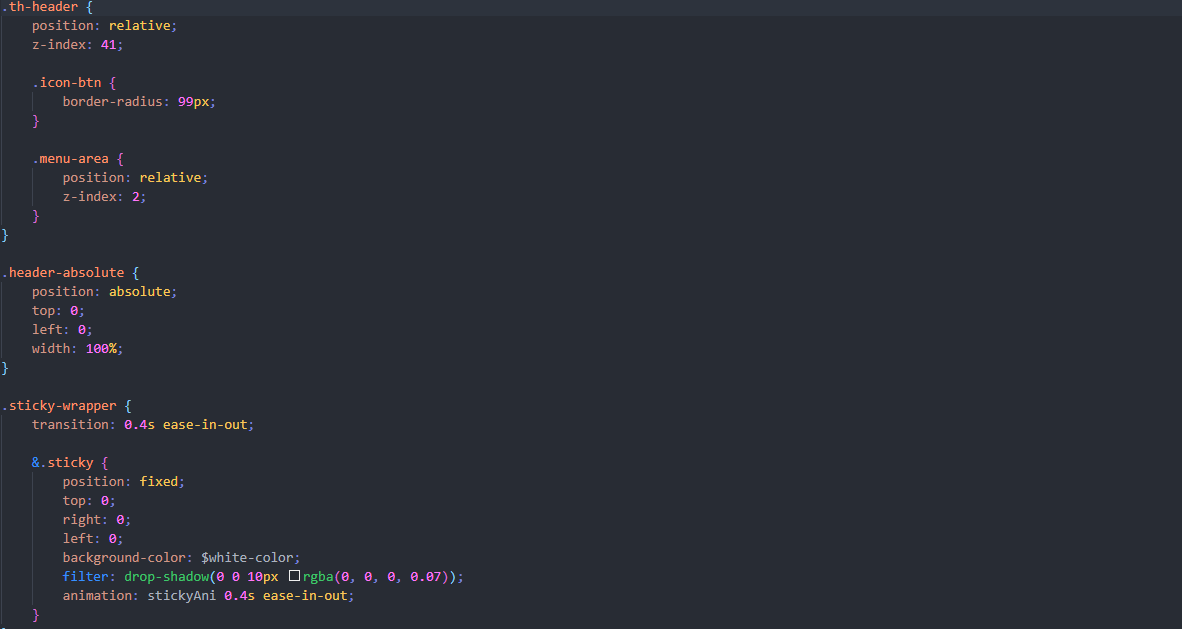 .th-header {
    position: relative;
    z-index: 41;

    .icon-btn {
        border-radius: 99px;
    }

    .menu-area {
        position: relative;
        z-index: 2;
    }
}

.header-absolute {
    position: absolute;
    top: 0;
    left: 0;
    width: 100%;
}

.sticky-wrapper {
    transition: 0.4s ease-in-out;

    &.sticky {
        position: fixed;
        top: 0;
        right: 0;
        left: 0;
        background-color: $white-color;
        filter: drop-shadow(0 0 10px rgba(0, 0, 0, 0.07));
        animation: stickyAni 0.4s ease-in-out;
    }